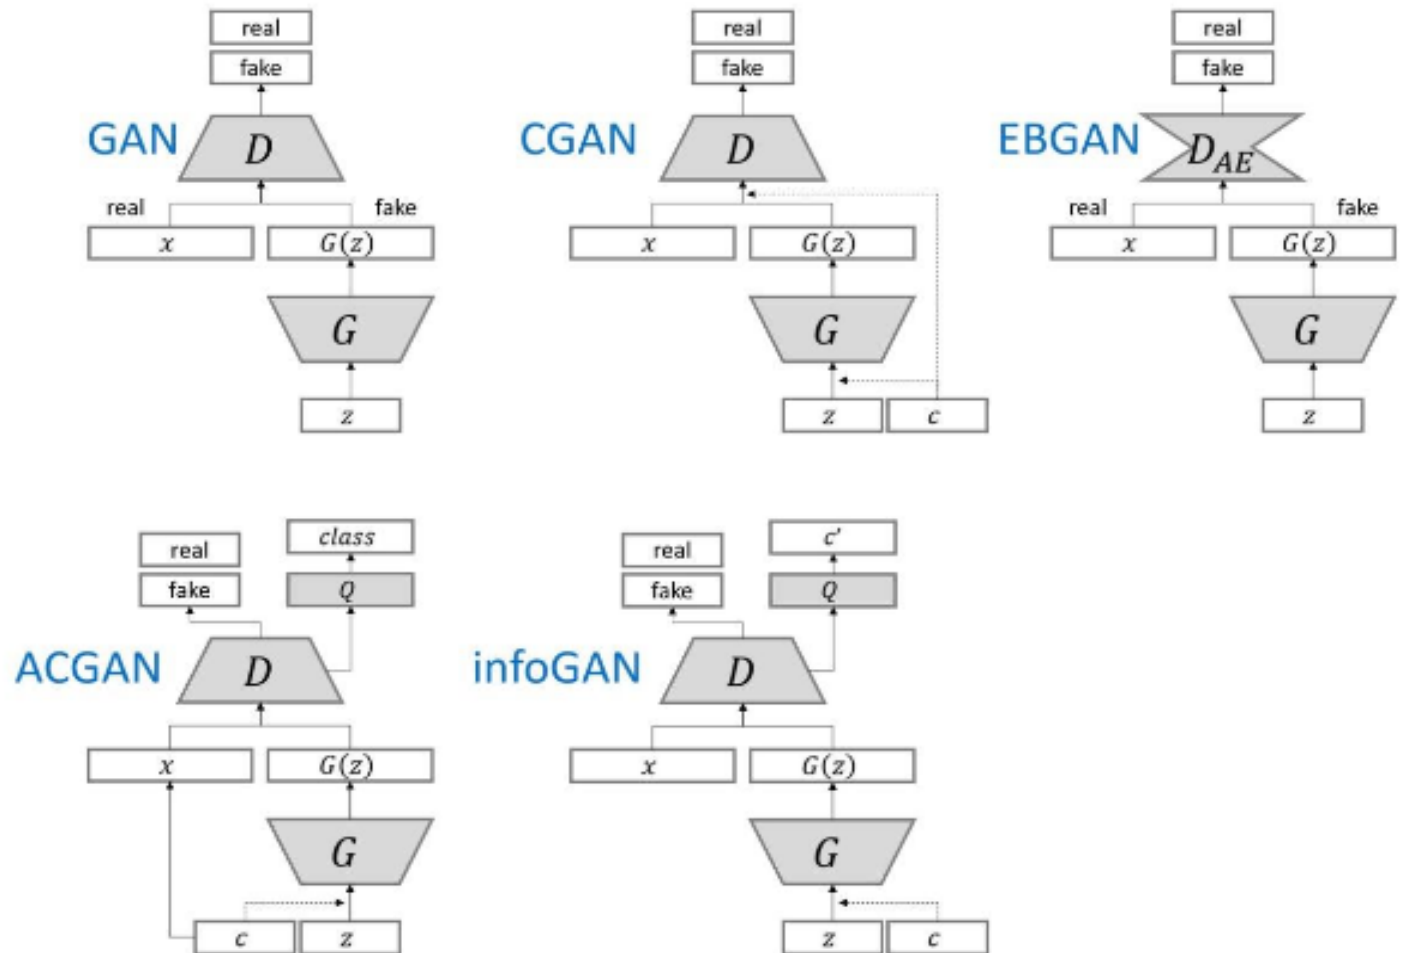 real
fake
GAN
D
real
fake
x
G(z)
G
z
real
fake
CGAN
D
x
G(z)
G
z
c
real
fake
EBGAN
D_AE
real
fake
x
G(z)
G
z
real
fake
class
Q
ACGAN
D
x
G(z)
G
c
z
real
fake
c'
Q
infoGAN
D
x
G(z)
G
z
c